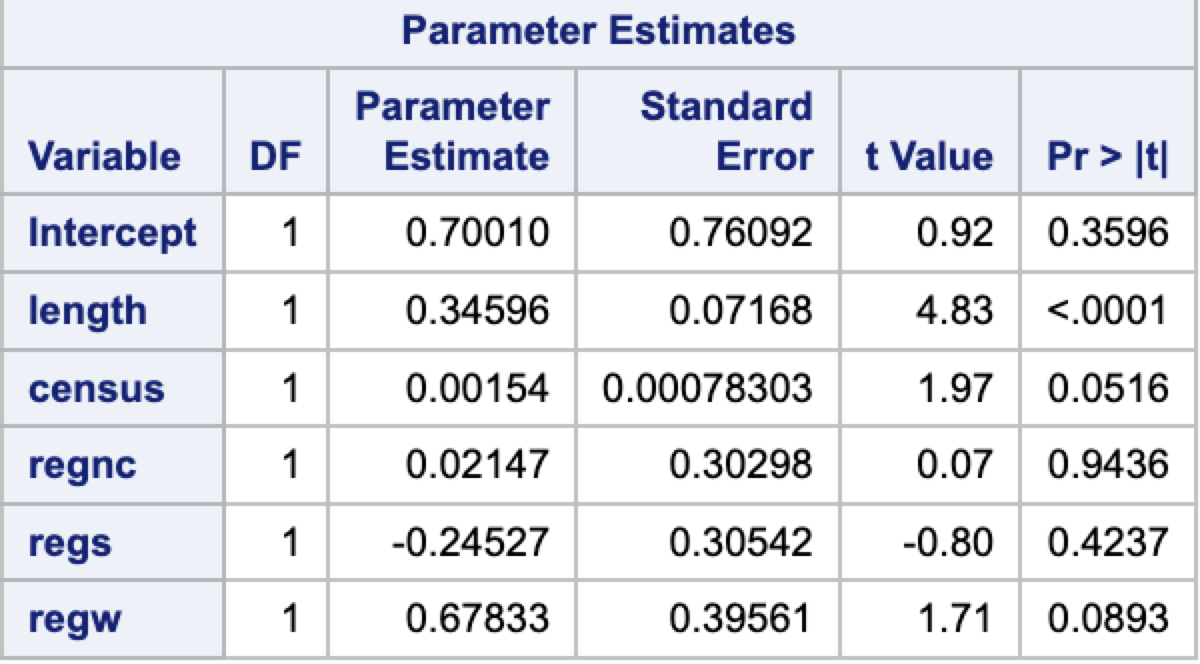 Parameter Estimates
Variable DF Parameter Estimate Standard Error t Value Pr > |t|
Intercept 1 0.70010 0.76092 0.92 0.3596
length 1 0.34596 0.07168 4.83 <.0001
census 1 0.00154 0.00078303 1.97 0.0516
regnc 1 0.02147 0.30298 0.07 0.9436
regs 1 -0.24527 0.30542 -0.80 0.4237
regw 1 0.67833 0.39561 1.71 0.0893